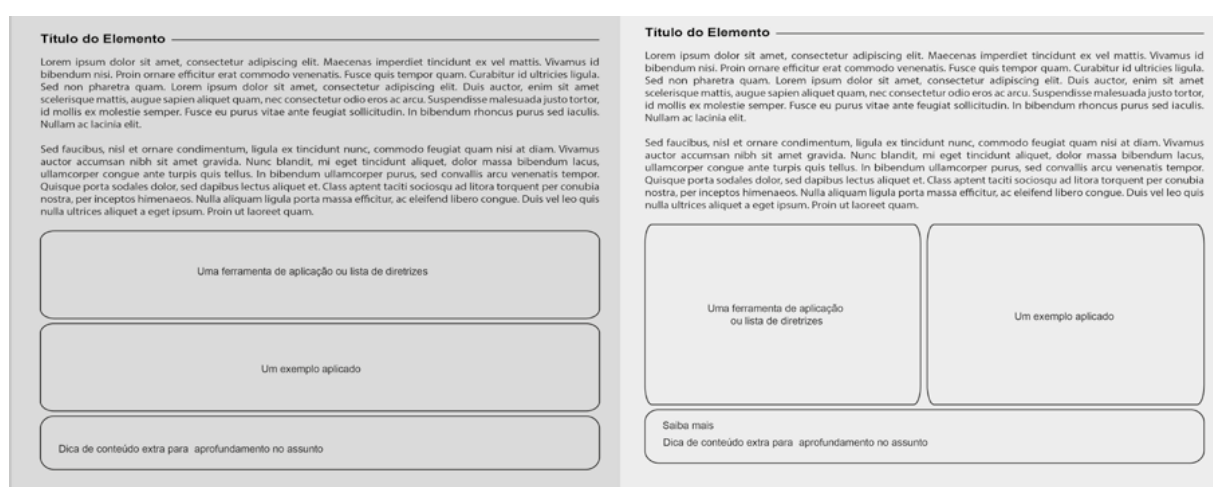 Título do Elemento
Lorem ipsum dolor sit amet, consectetur adipiscing elit. Maecenas imperdiet tincidunt ex vel mattis. Vivamus id
bibendum nisi. Proin ornare efficitur erat commodo venenatis. Fusce quis tempor quam. Curabitur id ultricies ligula.
Sed non pharetra quam. Lorem ipsum dolor sit amet, consectetur adipiscing elit. Duis auctor, enim sit amet
scelerisque mattis, augue sapien aliquet quam, nec consectetur odio eros ac arcu. Suspendisse malesuada justo tortor,
id mollis ex molestie semper. Fusce eu purus vitae ante feugiat sollicitudin. In bibendum rhoncus purus sed iaculis.
Nullam ac lacinia elit.
Sed faucibus, nisl et ornare condimentum, ligula ex tincidunt nunc, commodo feugiat quam nisi at diam. Vivamus
auctor accumsan nibh sit amet gravida. Nunc blandit, mi eget tincidunt aliquet, dolor massa bibendum lacus,
ullamcorper congue ante turpis quis tellus. In bibendum ullamcorper purus, sed convallis arcu venenatis tempor.
Quisque porta sodales dolor, sed dapibus lectus aliquet et. Class aptent taciti sociosqu ad litora torquent per conubia
nostra, per inceptos himenaeos. Nulla aliquam ligula porta massa efficitur, ac eleifend libero congue. Duis vel leo quis
nulla ultrices aliquet a eget ipsum. Proin ut laoreet quam.
Uma ferramenta de aplicação ou lista de diretrizes
Um exemplo aplicado
Dica de conteúdo extra para aprofundamento no assunto
Título do Elemento
Lorem ipsum dolor sit amet, consectetur adipiscing elit. Maecenas imperdiet tincidunt ex vel mattis. Vivamus id
bibendum nisi. Proin ornare efficitur erat commodo venenatis. Fusce quis tempor quam. Curabitur id ultricies ligula.
Sed non pharetra quam. Lorem ipsum dolor sit amet, consectetur adipiscing elit. Duis auctor, enim sit amet
scelerisque mattis, augue sapien aliquet quam, nec consectetur odio eros ac arcu. Suspendisse malesuada justo tortor,
id mollis ex molestie semper. Fusce eu purus vitae ante feugiat sollicitudin. In bibendum rhoncus purus sed iaculis.
Nullam ac lacinia elit.
Sed faucibus, nisl et ornare condimentum, ligula ex tincidunt nunc, commodo feugiat quam nisi at diam. Vivamus
auctor accumsan nibh sit amet gravida. Nunc blandit, mi eget tincidunt aliquet, dolor massa bibendum lacus,
ullamcorper congue ante turpis quis tellus. In bibendum ullamcorper purus, sed convallis arcu venenatis tempor.
Quisque porta sodales dolor, sed dapibus lectus aliquet et. Class aptent taciti sociosqu ad litora torquent per conubia
nostra, per inceptos himenaeos. Nulla aliquam ligula porta massa efficitur, ac eleifend libero congue. Duis vel leo quis
nulla ultrices aliquet a eget ipsum. Proin ut laoreet quam.
Uma ferramenta de aplicação
ou lista de diretrizes
Um exemplo aplicado
Saiba mais
Dica de conteúdo extra para aprofundamento no assunto